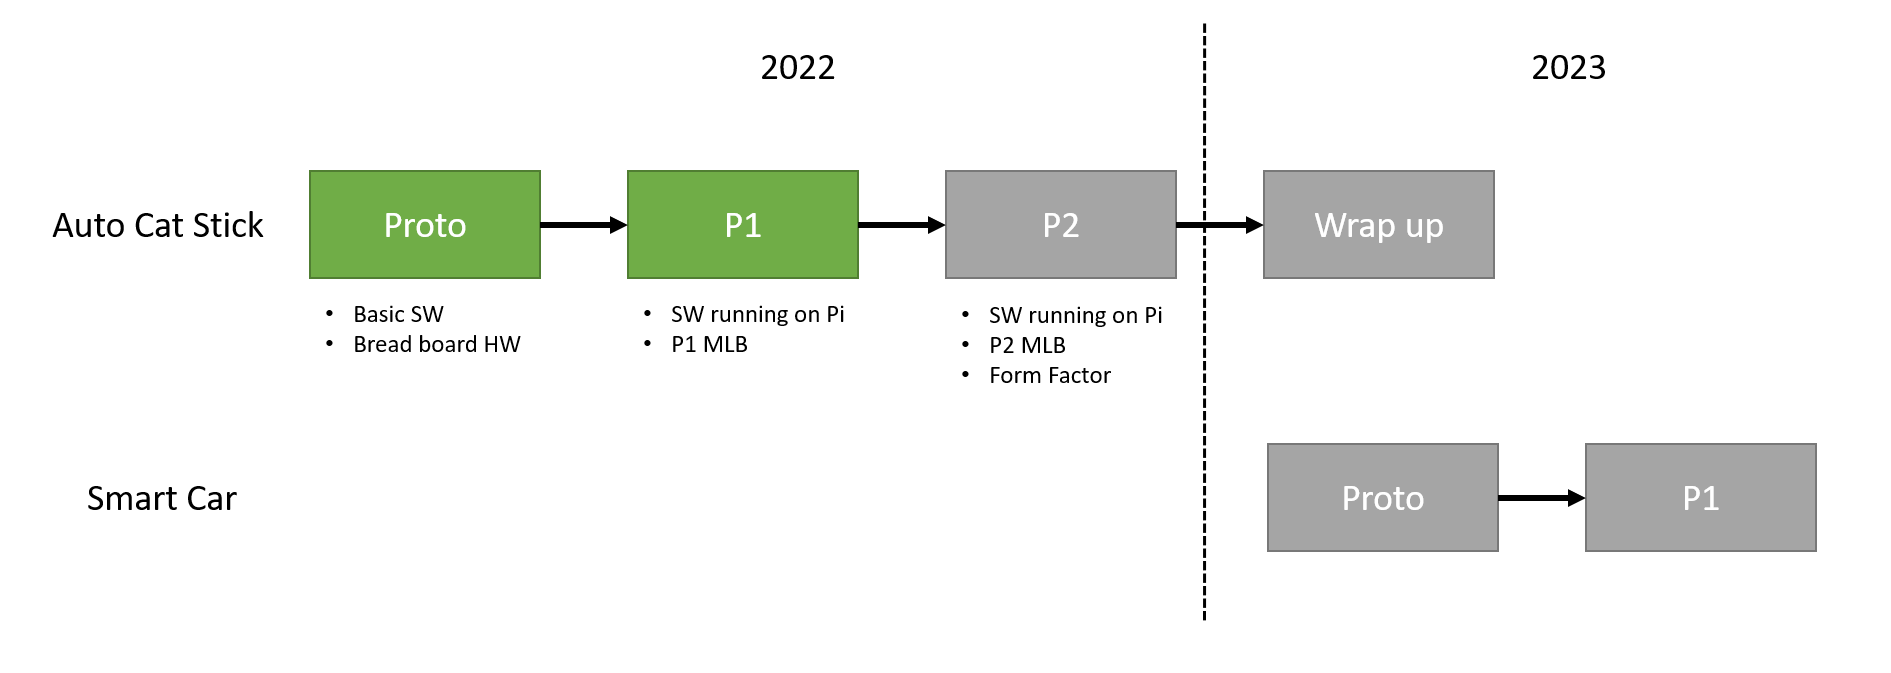 2022
2023
Auto Cat Stick
Proto
P1
P2
Wrap up
• Basic SW
• Bread board HW
• SW running on Pi
• P1 MLB
• SW running on Pi
• P2 MLB
• Form Factor
Smart Car
Proto
P1